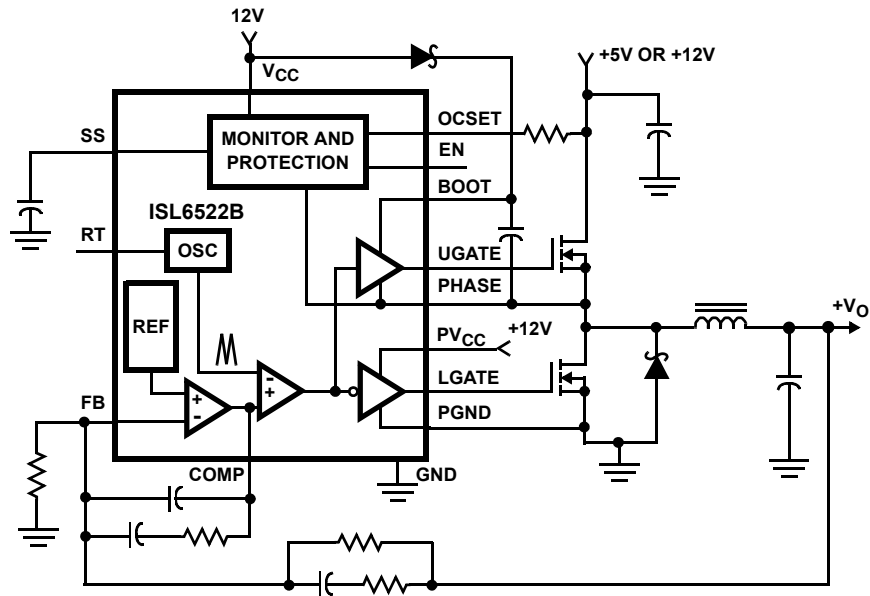 12V
+5V OR +12V
VCC
SS
MONITOR AND
PROTECTION
OCSET
EN
BOOT
ISL6522B
RT
OSC
UGATE
PHASE
REF
+VO
PVCC
+12V
LGATE
FB
+
-
-
+
PGND
COMP
GND